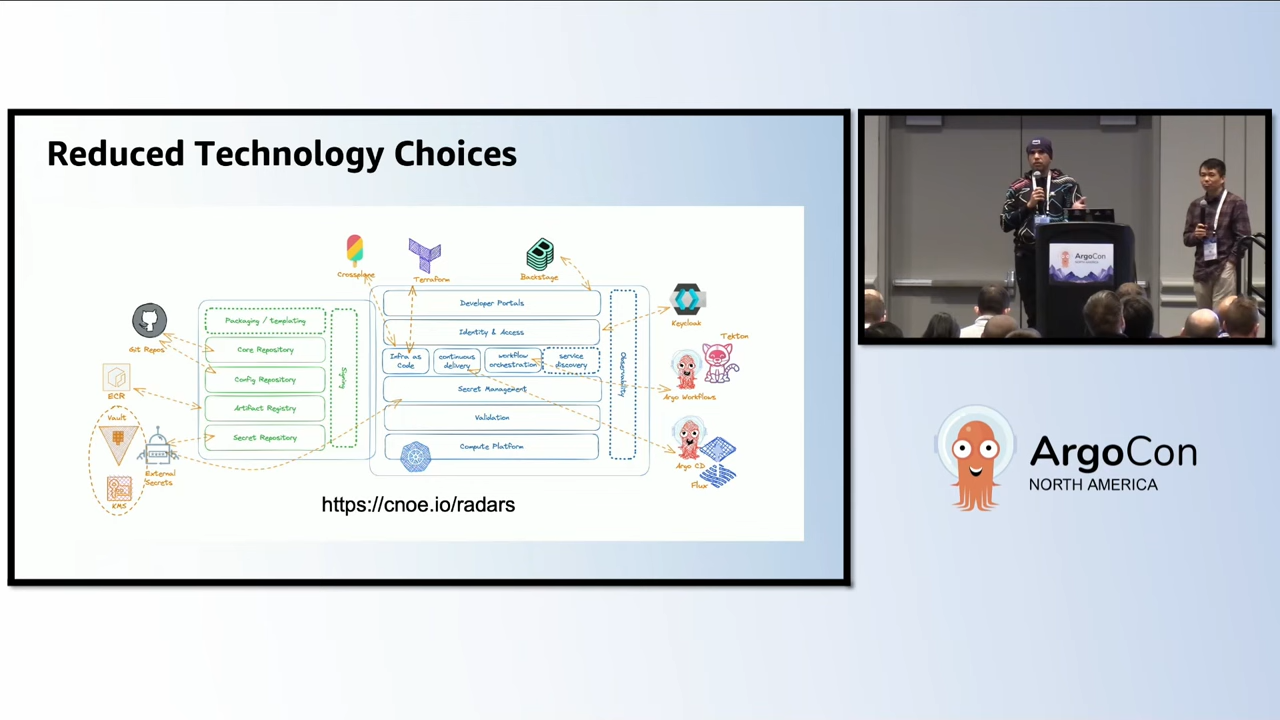 Reduced Technology Choices
Crossplane
Terraform
Backstage
Git Repos
ECR
Vault
KMS
External
Secrets
Packaging / templating
Core Repository
Config Repository
Artifact Registry
Secret Repository
Signing
Developer Portals
Identity & Access
Infra as
Code
continuous
delivery
workflow
orchestration
service
discovery
Secret Management
Validation
Compute Platform
Observability
Keycloak
Tekton
Argo Workflows
Argo CD
Flux
https://cnoe.io/radars
ArgoCon
NORTH AMERICA
ArgoCon
NORTH AMERICA